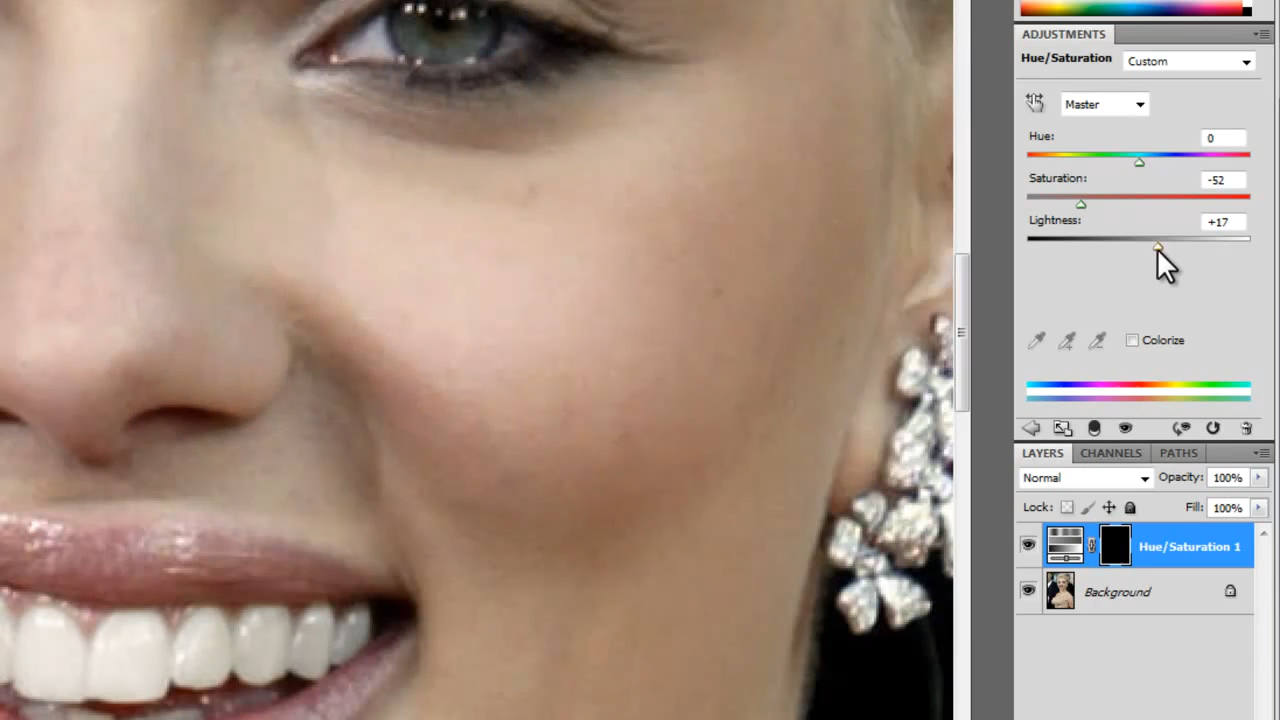 ADJUSTMENTS
Hue/Saturation Custom
Master
Hue: 0
Saturation: -52
Lightness: +17
Colorize
LAYERS CHANNELS PATHS
Normal Opacity: 100%
Lock: Fill: 100%
Hue/Saturation 1
Background